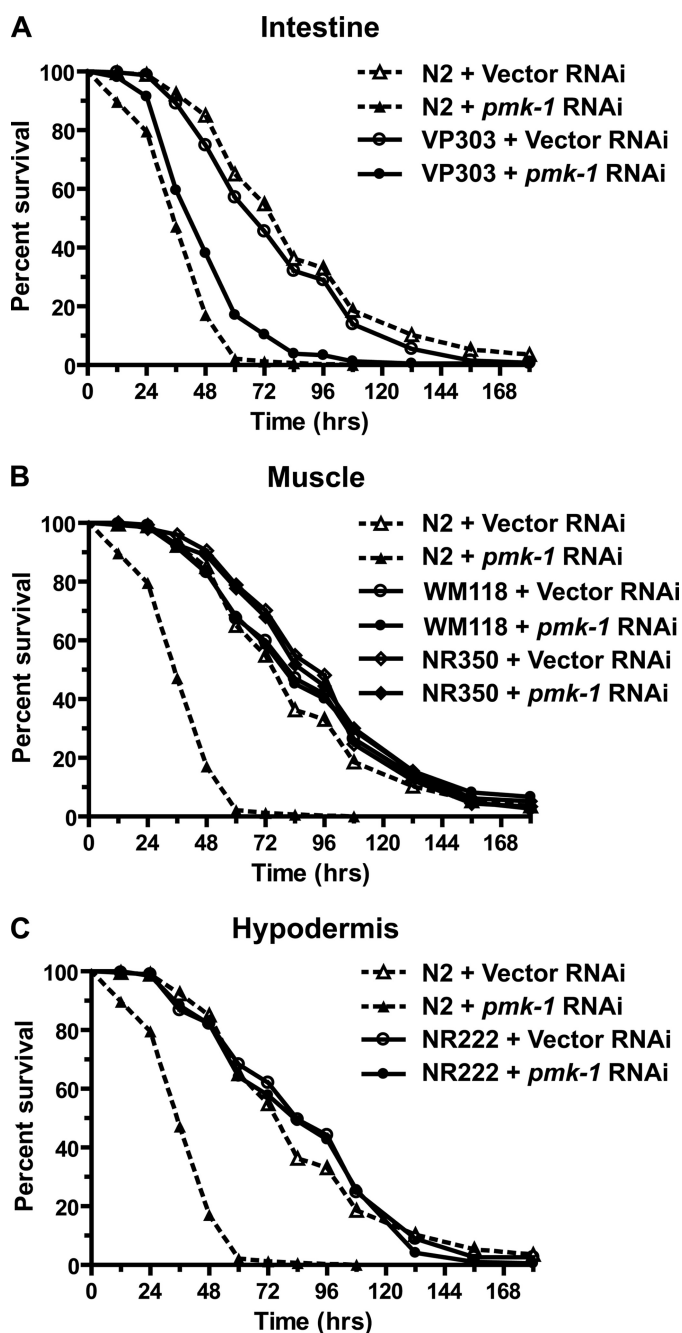 A
Intestine
N2 + Vector RNAi
N2 + pmk-1 RNAi
VP303 + Vector RNAi
VP303 + pmk-1 RNAi
Percent survival
100
80
60
40
20
0
0 24 48 72 96 120 144 168
Time (hrs)
B
Muscle
N2 + Vector RNAi
N2 + pmk-1 RNAi
WM118 + Vector RNAi
WM118 + pmk-1 RNAi
NR350 + Vector RNAi
NR350 + pmk-1 RNAi
Percent survival
100
80
60
40
20
0
0 24 48 72 96 120 144 168
Time (hrs)
C
Hypodermis
N2 + Vector RNAi
N2 + pmk-1 RNAi
NR222 + Vector RNAi
NR222 + pmk-1 RNAi
Percent survival
100
80
60
40
20
0
0 24 48 72 96 120 144 168
Time (hrs)